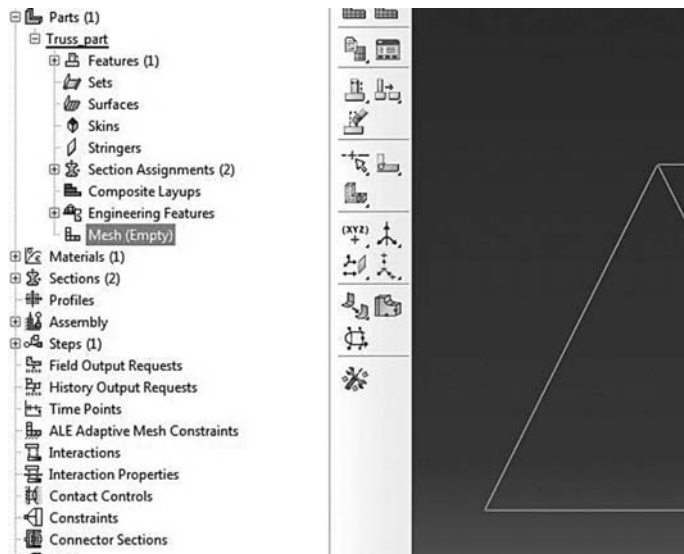 Parts (1)
Truss_part
Features (1)
Sets
Surfaces
Skins
Stringers
Section Assignments (2)
Composite Layups
Engineering Features
Mesh (Empty)
Materials (1)
Sections (2)
Profiles
Assembly
Steps (1)
Field Output Requests
History Output Requests
Time Points
ALE Adaptive Mesh Constraints
Interactions
Interaction Properties
Contact Controls
Constraints
Connector Sections
(XYZ)